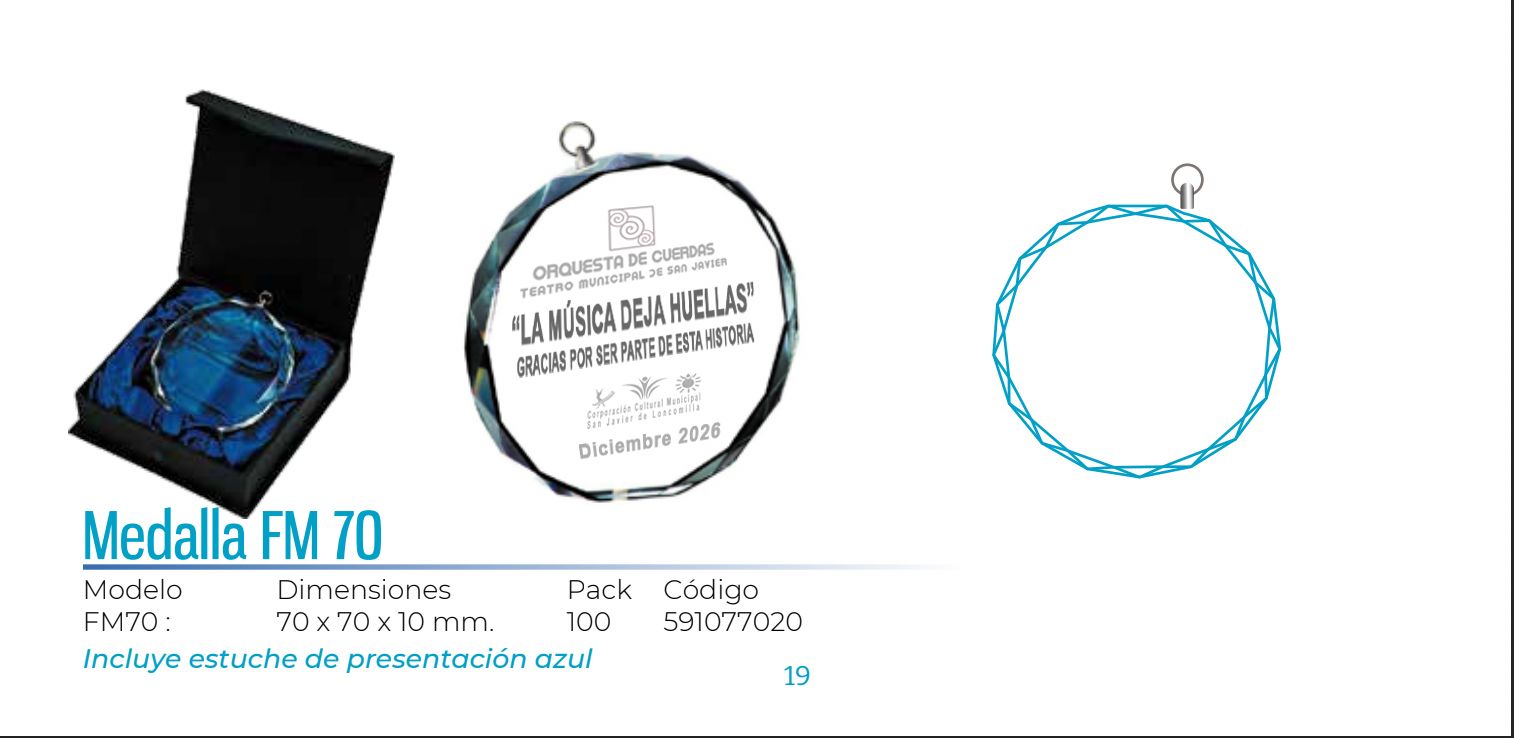 ORQUESTA DE CUERDAS
TEATRO MUNICIPAL DE SAN JAVIER
“LA MÚSICA DEJA HUELLAS”
GRACIAS POR SER PARTE DE ESTA HISTORIA
Corporación Cultural Municipal
San Javier de Loncomilla
Diciembre 2026
Medalla FM 70
Modelo Dimensiones Pack Código
FM70 : 70 x 70 x 10 mm. 100 591077020
Incluye estuche de presentación azul
19